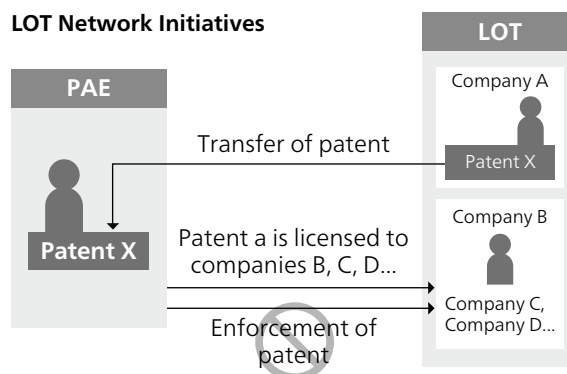 LOT Network Initiatives
PAE
Patent X
Transfer of patent
Patent a is licensed to
companies B, C, D...
Enforcement of
patent
LOT
Company A
Patent X
Company B
Company C,
Company D...